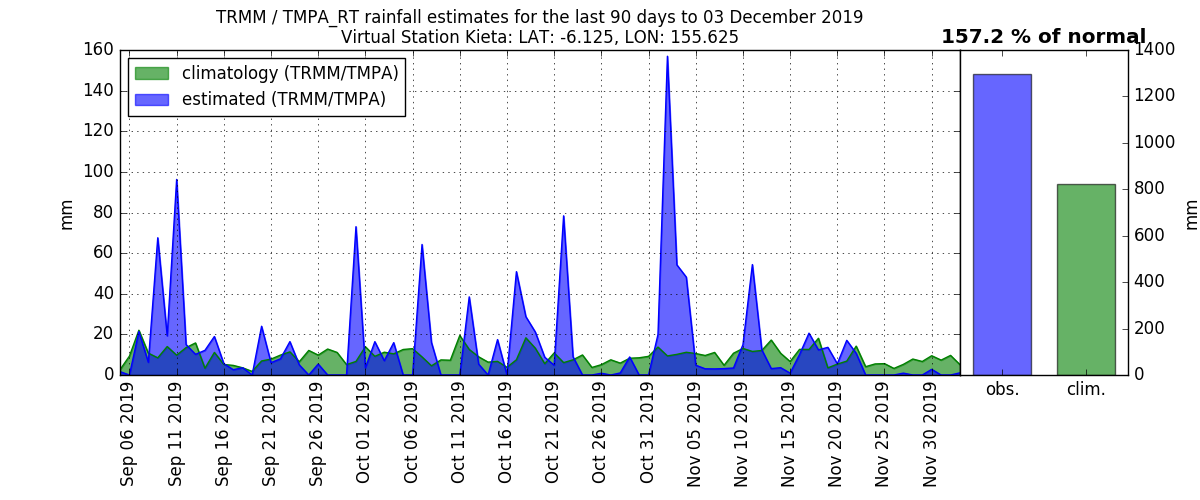 TRMM / TMPA_RT rainfall estimates for the last 90 days to 03 December 2019
Virtual Station Kieta: LAT: -6.125, LON: 155.625
157.2 % of normal
climatology (TRMM/TMPA)
estimated (TRMM/TMPA)
160
140
120
100
80
60
40
20
0
mm
Sep 06 2019
Sep 11 2019
Sep 16 2019
Sep 21 2019
Sep 26 2019
Oct 01 2019
Oct 06 2019
Oct 11 2019
Oct 16 2019
Oct 21 2019
Oct 26 2019
Oct 31 2019
Nov 05 2019
Nov 10 2019
Nov 15 2019
Nov 20 2019
Nov 25 2019
Nov 30 2019
1400
1200
1000
800
600
400
200
0
mm
obs.
clim.